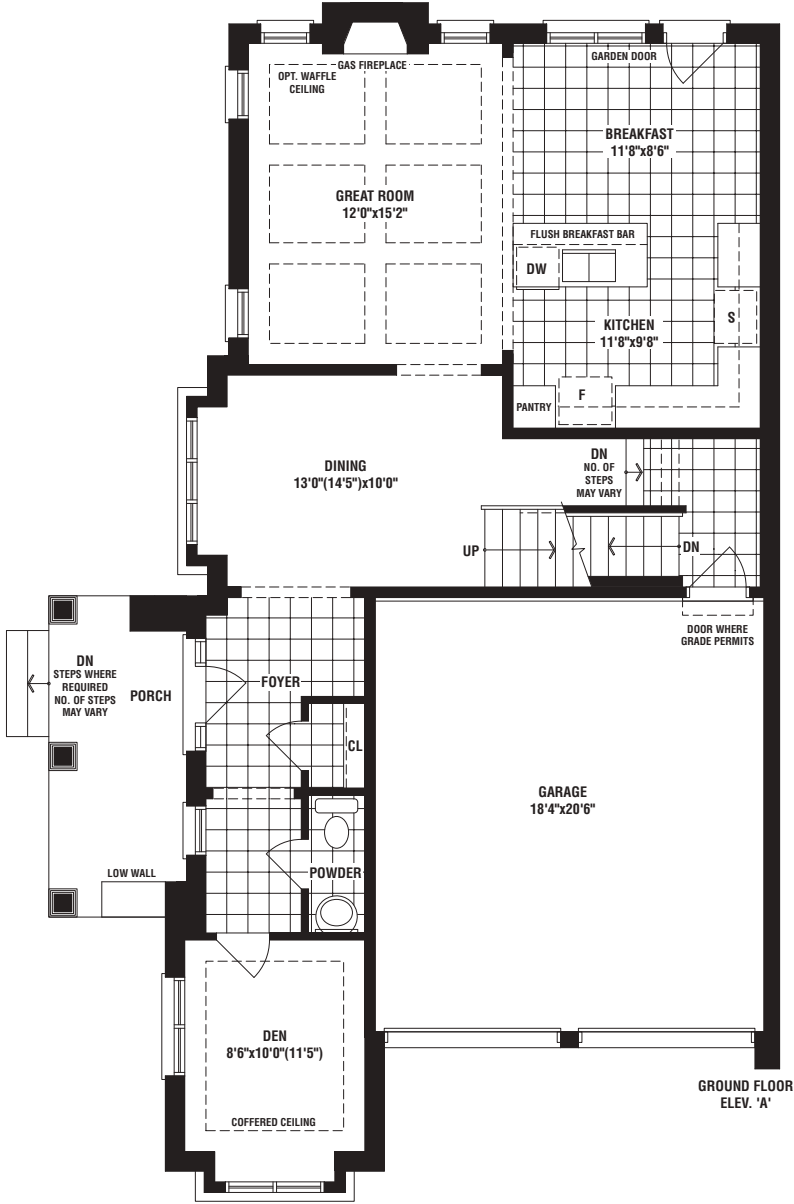 GAS FIREPLACE
OPT. WAFFLE
CEILING
GARDEN DOOR
BREAKFAST
11'8"x8'6"
GREAT ROOM
12'0"x15'2"
FLUSH BREAKFAST BAR
DW
S
KITCHEN
11'8"x9'8"
F
PANTRY
DINING
13'0"(14'5")x10'0"
DN
NO. OF
STEPS
MAY VARY
UP
DN
DOOR WHERE
GRADE PERMITS
DN
STEPS WHERE
REQUIRED
NO. OF STEPS
MAY VARY
PORCH
FOYER
CL
GARAGE
18'4"x20'6"
LOW WALL
POWDER
DEN
8'6"x10'0"(11'5")
COFFERED CEILING
GROUND FLOOR
ELEV. 'A'